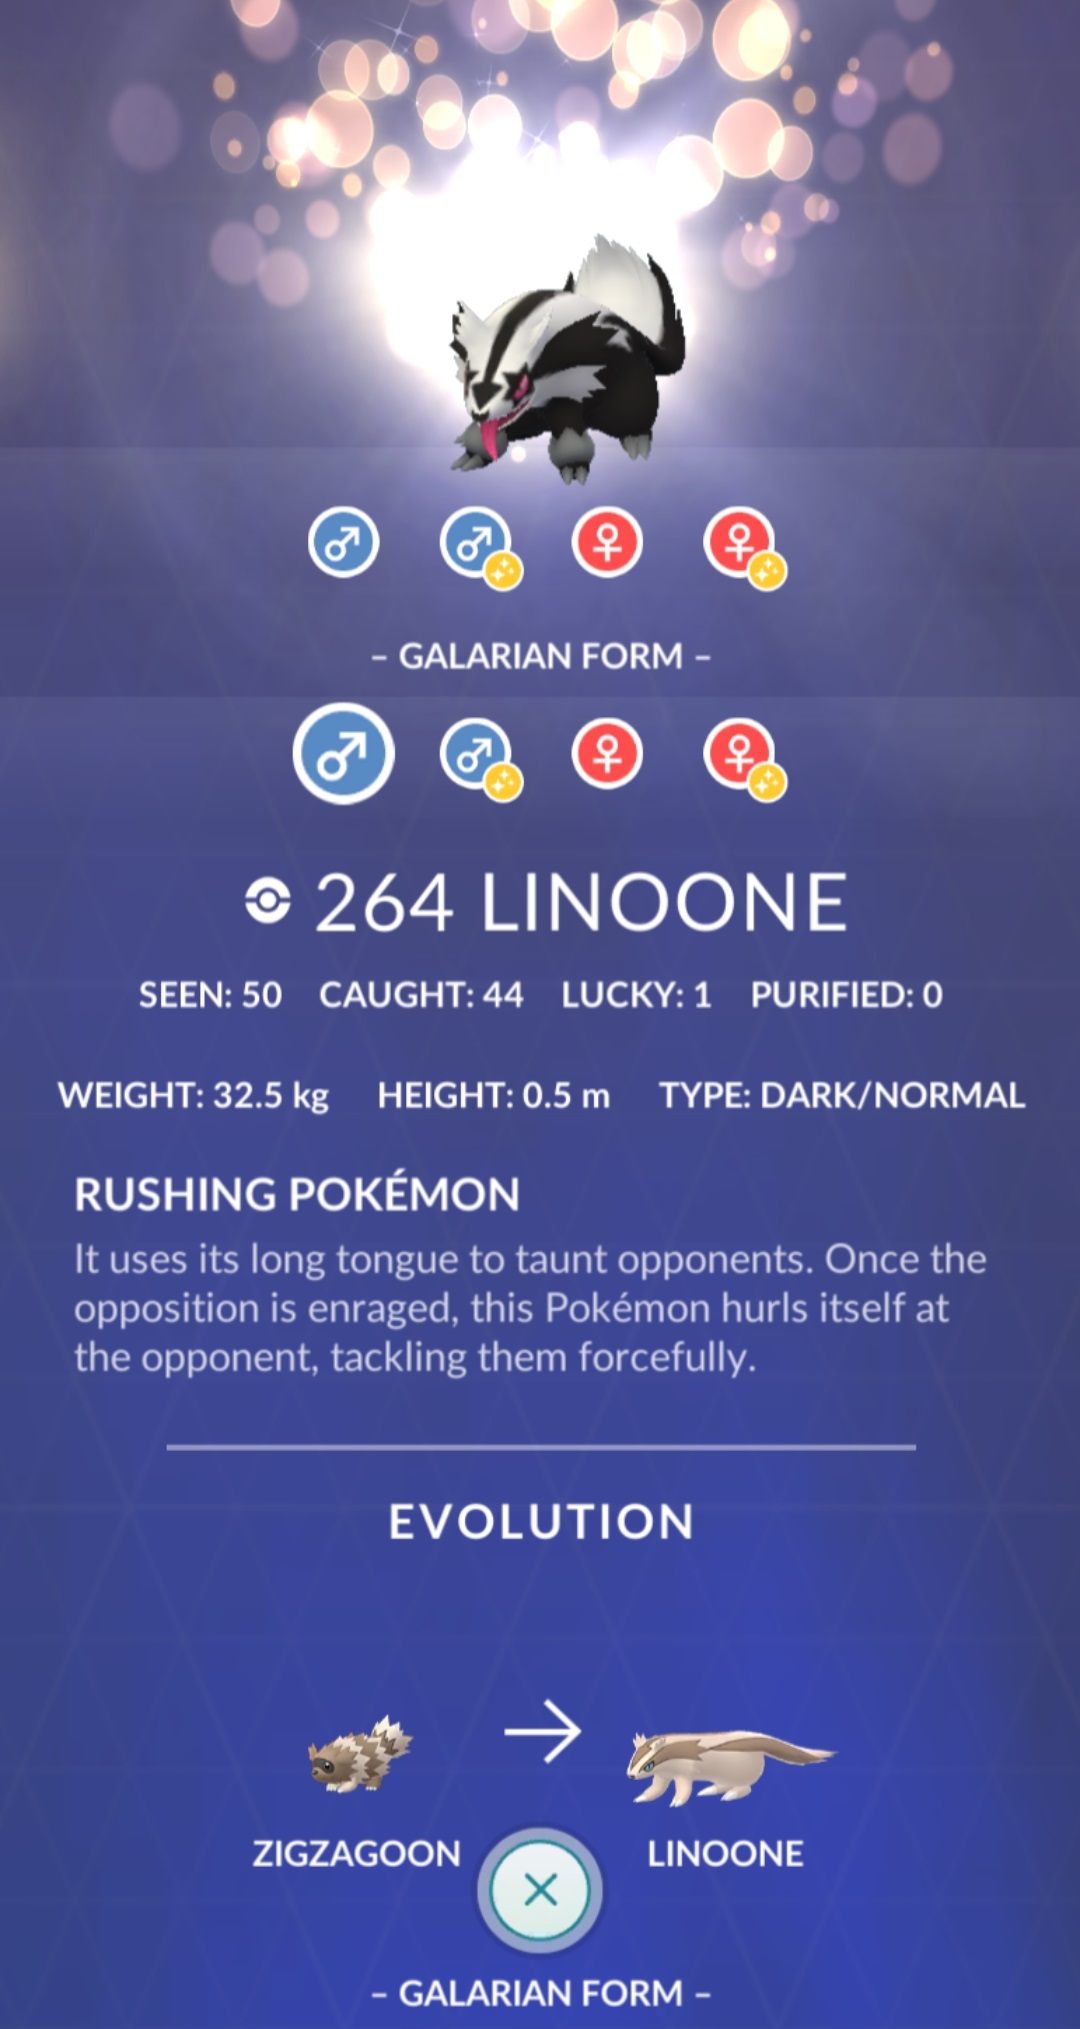 – GALARIAN FORM –
264 LINOONE
SEEN: 50 CAUGHT: 44 LUCKY: 1 PURIFIED: 0
WEIGHT: 32.5 kg HEIGHT: 0.5 m TYPE: DARK/NORMAL
RUSHING POKÉMON
It uses its long tongue to taunt opponents. Once the
opposition is enraged, this Pokémon hurls itself at
the opponent, tackling them forcefully.
EVOLUTION
ZIGZAGOON LINOONE
– GALARIAN FORM –